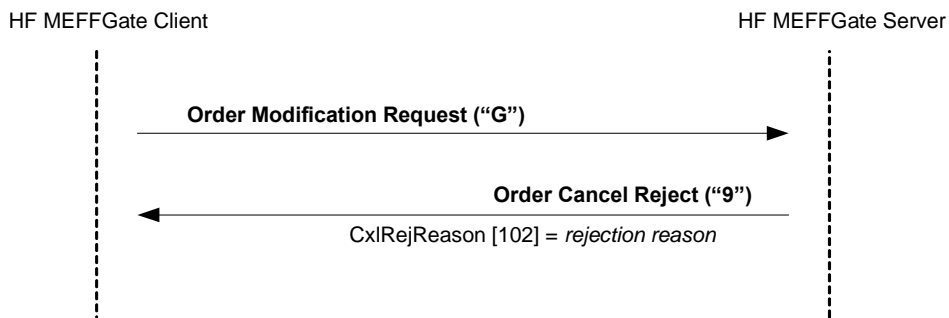 HF MEFFGate Client
HF MEFFGate Server
Order Modification Request (“G”)
Order Cancel Reject (“9”)
CxlRejReason [102] = rejection reason